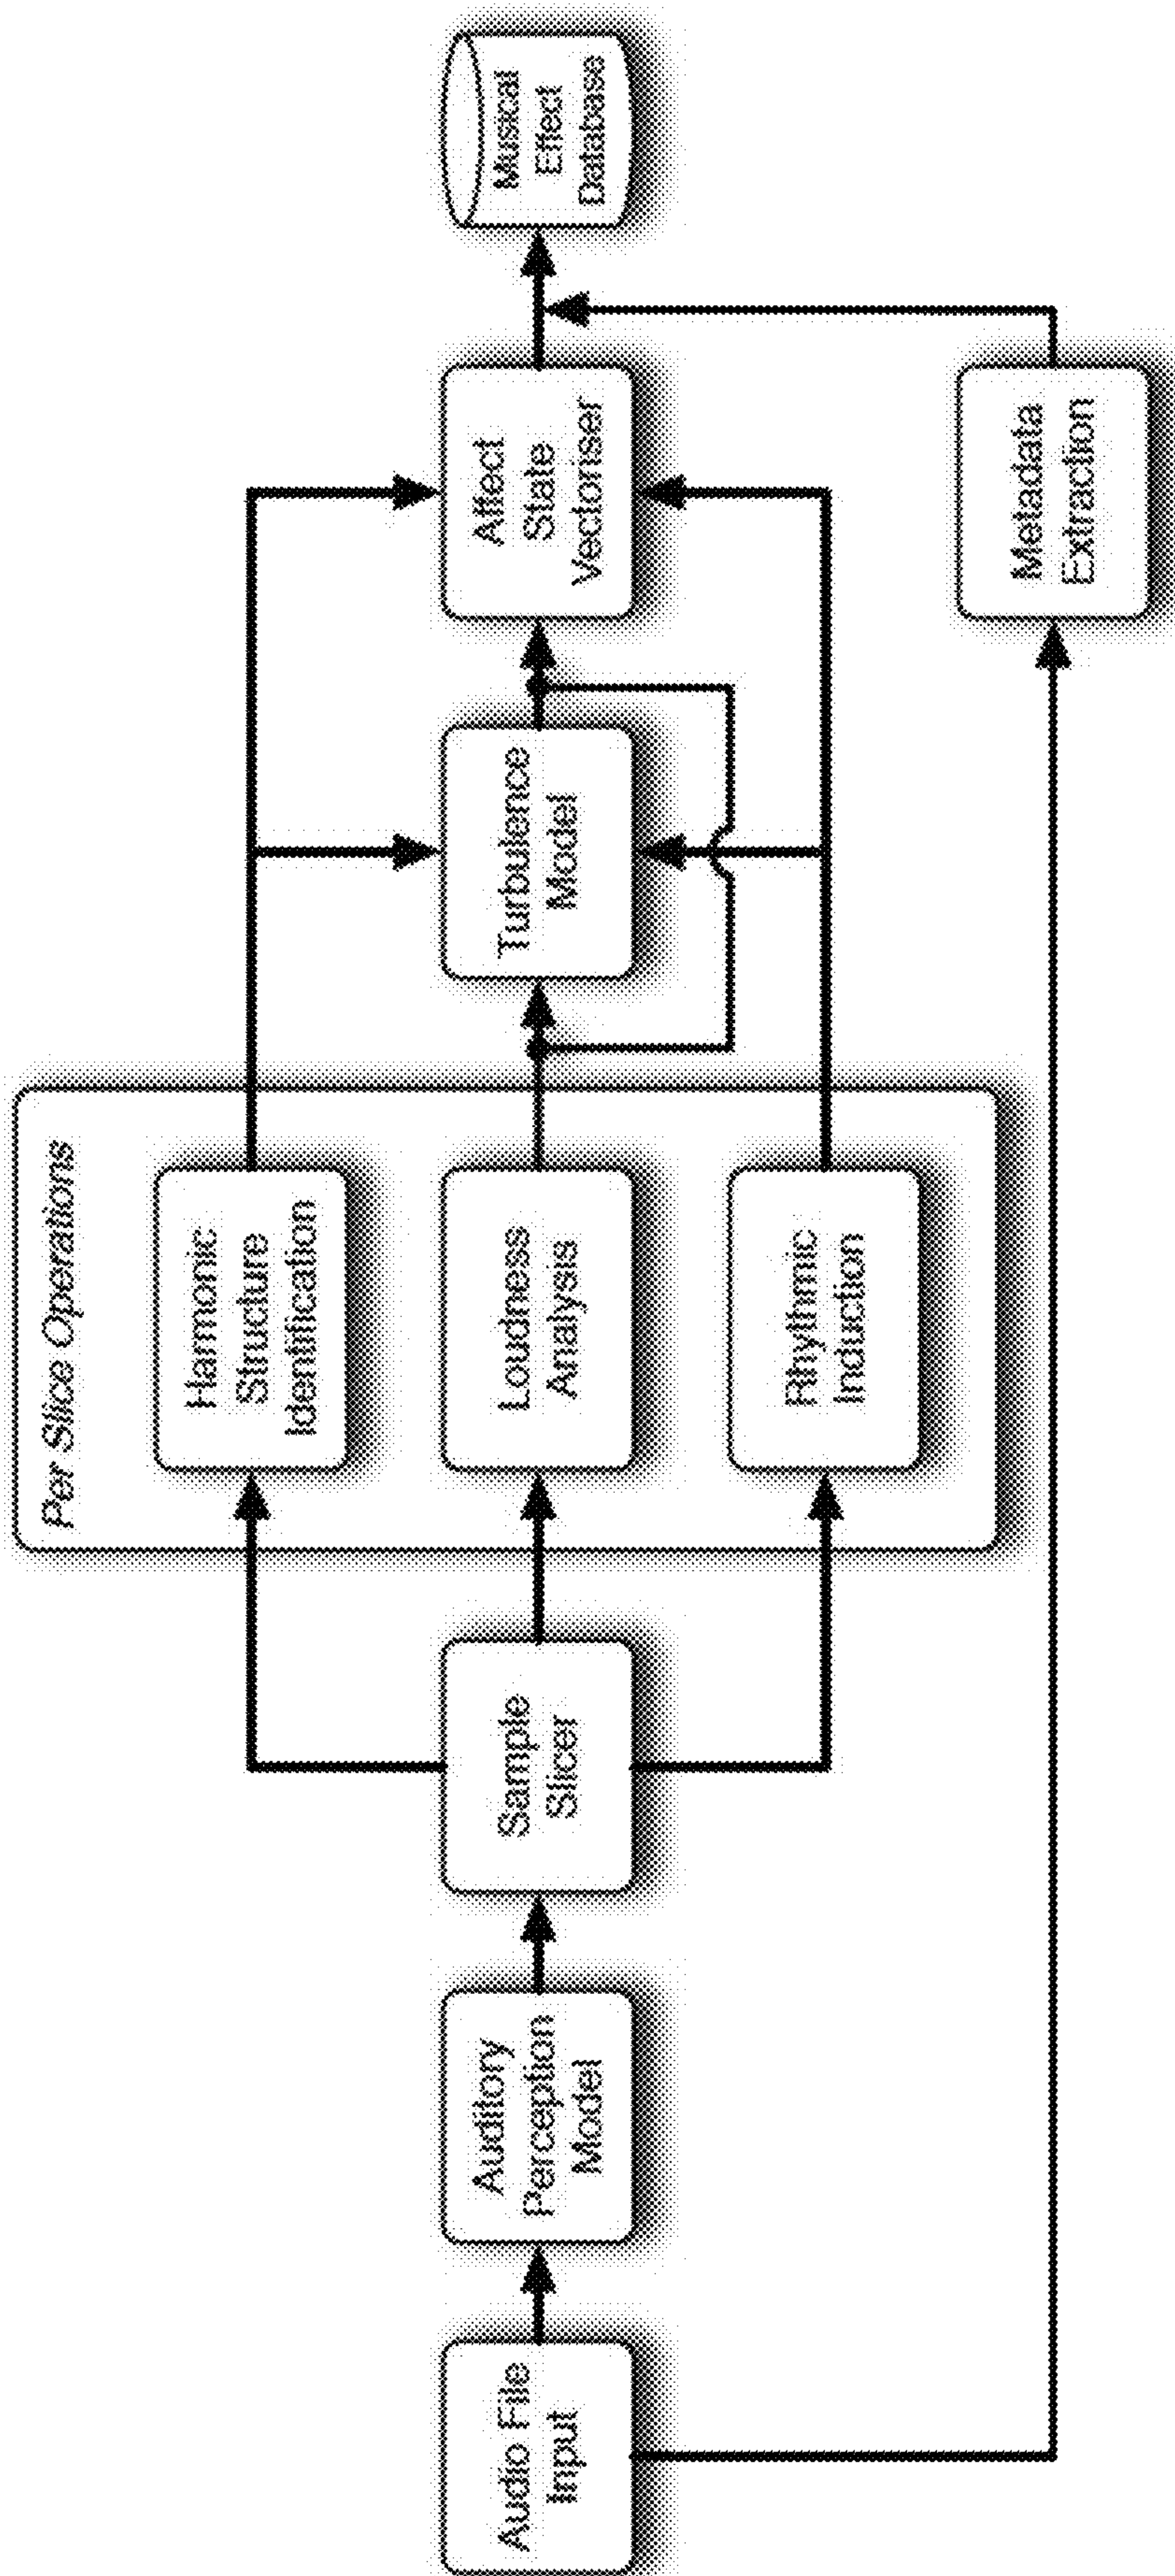 Audio File
Input
Auditory
Perception
Model
Sample
Slicer
Per Slice Operations
Harmonic
Structure
Identification
Loudness
Analysis
Rhythmic
Induction
Turbulence
Model
Affect
State
Vectoriser
Metadata
Extraction
Musical
Effect
Database